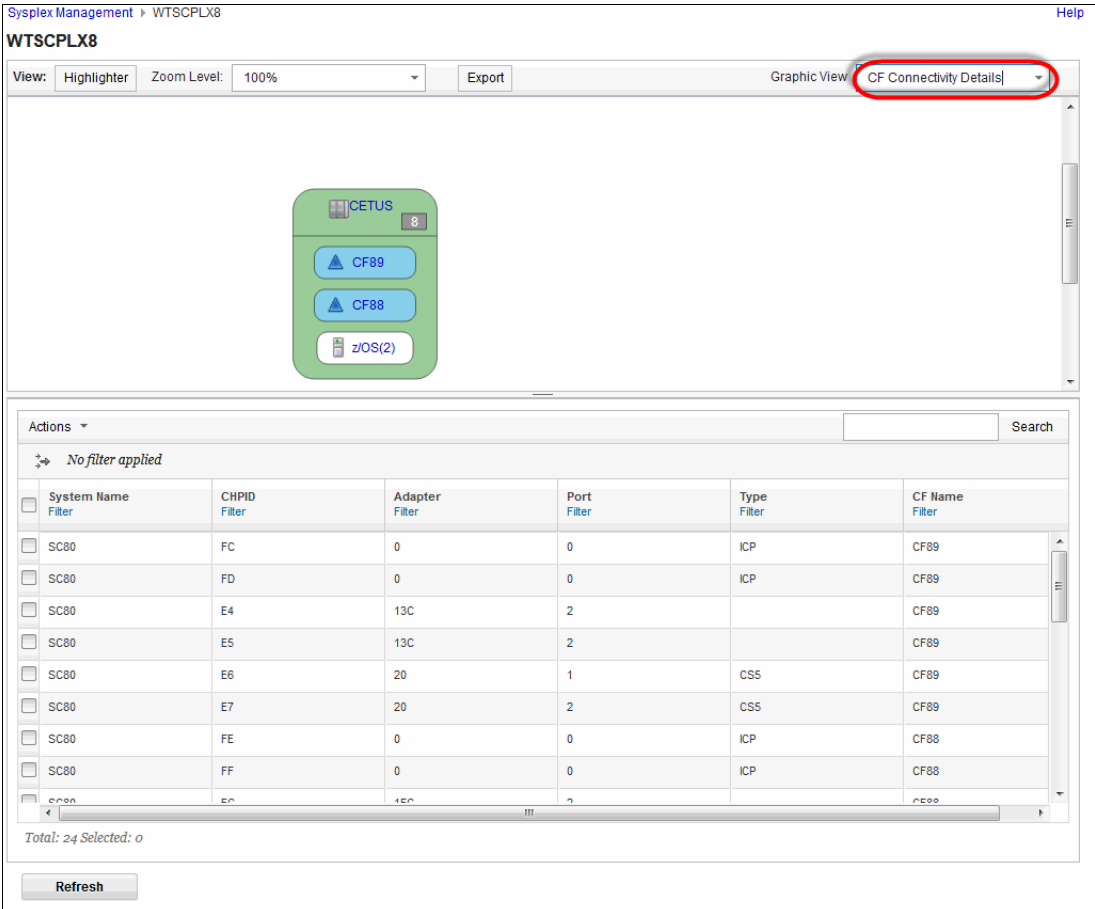 Sysplex Management ▸ WTSCPLX8 Help
WTSCPLX8
View: Highlighter Zoom Level: 100% Export Graphic View CF Connectivity Details
CETUS
8
CF89
CF88
z/OS(2)
Actions Search
No filter applied
System Name CHPID Adapter Port Type CF Name
Filter Filter Filter Filter Filter Filter
SC80 FC 0 0 ICP CF89
SC80 FD 0 0 ICP CF89
SC80 E4 13C 2 CF89
SC80 E5 13C 2 CF89
SC80 E6 20 1 CS5 CF89
SC80 E7 20 2 CS5 CF89
SC80 FE 0 0 ICP CF88
SC80 FF 0 0 ICP CF88
SC80 CF88
Total: 24 Selected: 0
Refresh